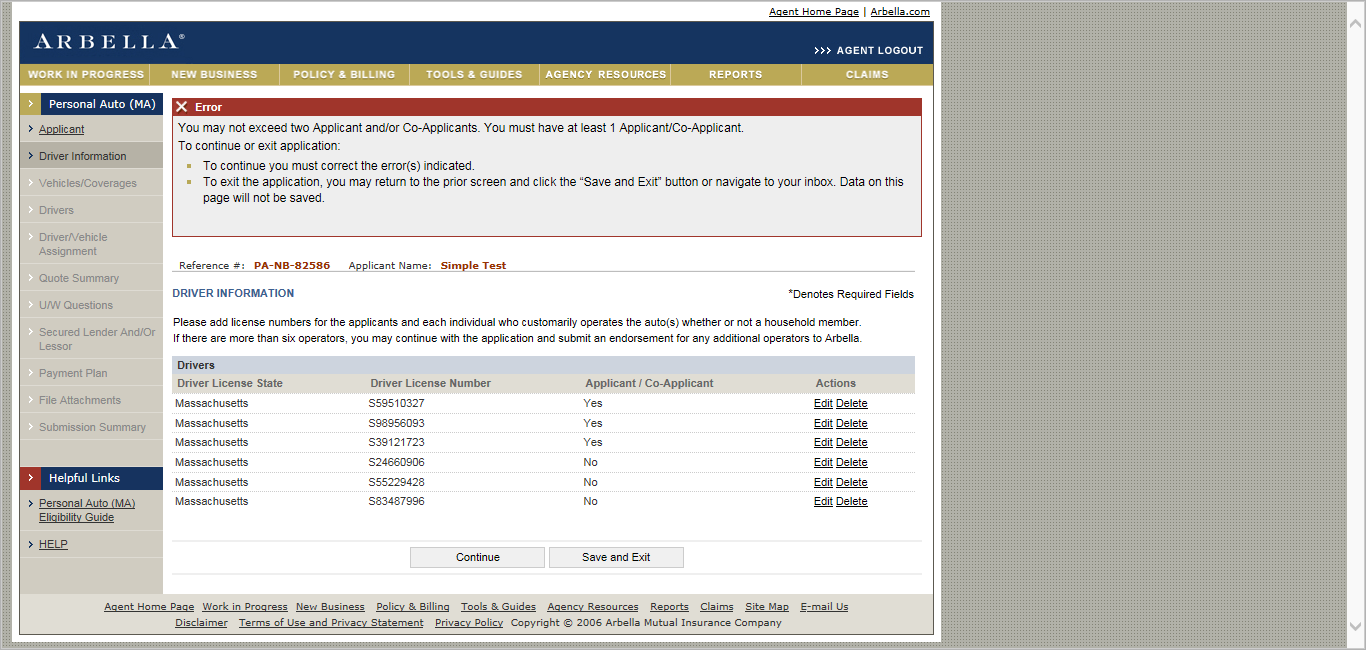 Agent Home Page | Arbella.com
ARBELLA®
>>> AGENT LOGOUT
WORK IN PROGRESS NEW BUSINESS POLICY & BILLING TOOLS & GUIDES AGENCY RESOURCES REPORTS CLAIMS
Personal Auto (MA)
Applicant
Driver Information
Vehicles/Coverages
Drivers
Driver/Vehicle
Assignment
Quote Summary
U/W Questions
Secured Lender And/Or
Lessor
Payment Plan
File Attachments
Submission Summary
Helpful Links
Personal Auto (MA)
Eligibility Guide
HELP
Error
You may not exceed two Applicant and/or Co-Applicants. You must have at least 1 Applicant/Co-Applicant.
To continue or exit application:
To continue you must correct the error(s) indicated.
To exit the application, you may return to the prior screen and click the “Save and Exit” button or navigate to your inbox. Data on this
page will not be saved.
Reference #: PA-NB-82586 Applicant Name: Simple Test
DRIVER INFORMATION
*Denotes Required Fields
Please add license numbers for the applicants and each individual who customarily operates the auto(s) whether or not a household member.
If there are more than six operators, you may continue with the application and submit an endorsement for any additional operators to Arbella.
Drivers
Driver License State Driver License Number Applicant / Co-Applicant Actions
Massachusetts S59510327 Yes Edit Delete
Massachusetts S98956093 Yes Edit Delete
Massachusetts S39121723 Yes Edit Delete
Massachusetts S24660906 No Edit Delete
Massachusetts S55229428 No Edit Delete
Massachusetts S83487996 No Edit Delete
Continue Save and Exit
Agent Home Page Work in Progress New Business Policy & Billing Tools & Guides Agency Resources Reports Claims Site Map E-mail Us
Disclaimer Terms of Use and Privacy Statement Privacy Policy Copyright © 2006 Arbella Mutual Insurance Company